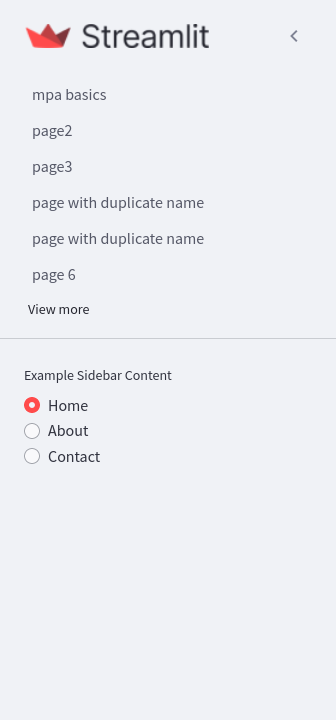 Streamlit
mpa basics
page2
page3
page with duplicate name
page with duplicate name
page 6
View more
Example Sidebar Content
Home
About
Contact